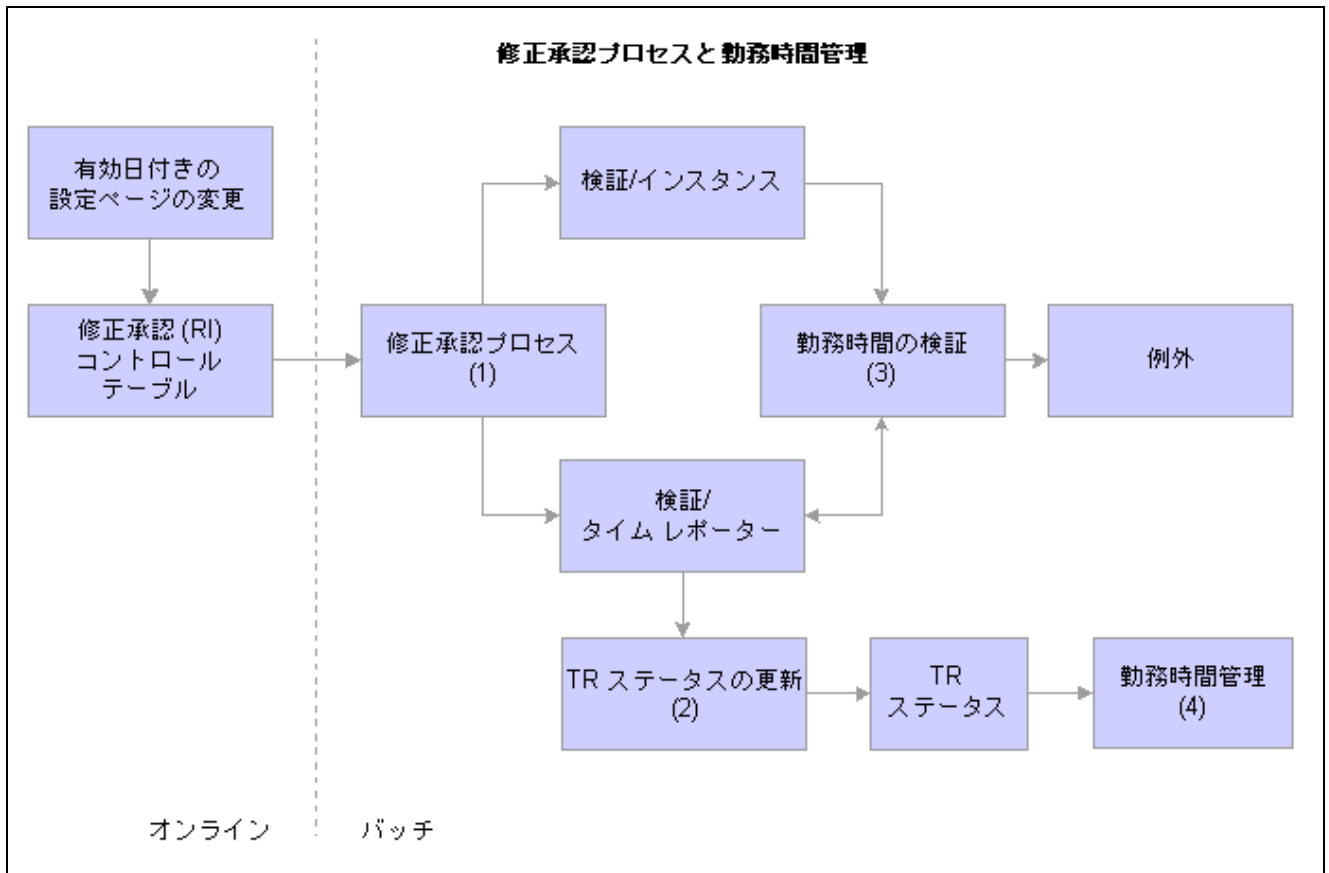 修正承認プロセスと勤務時間管理
有効日付きの
設定ページの変更
検証/インスタンス
修正承認 (RI)
コントロール
テーブル
修正承認プロセス
(1)
勤務時間の検証
(3)
例外
検証/
タイム レポーター
TR ステータスの更新
(2)
TR
ステータス
勤務時間管理
(4)
オンライン
バッチ